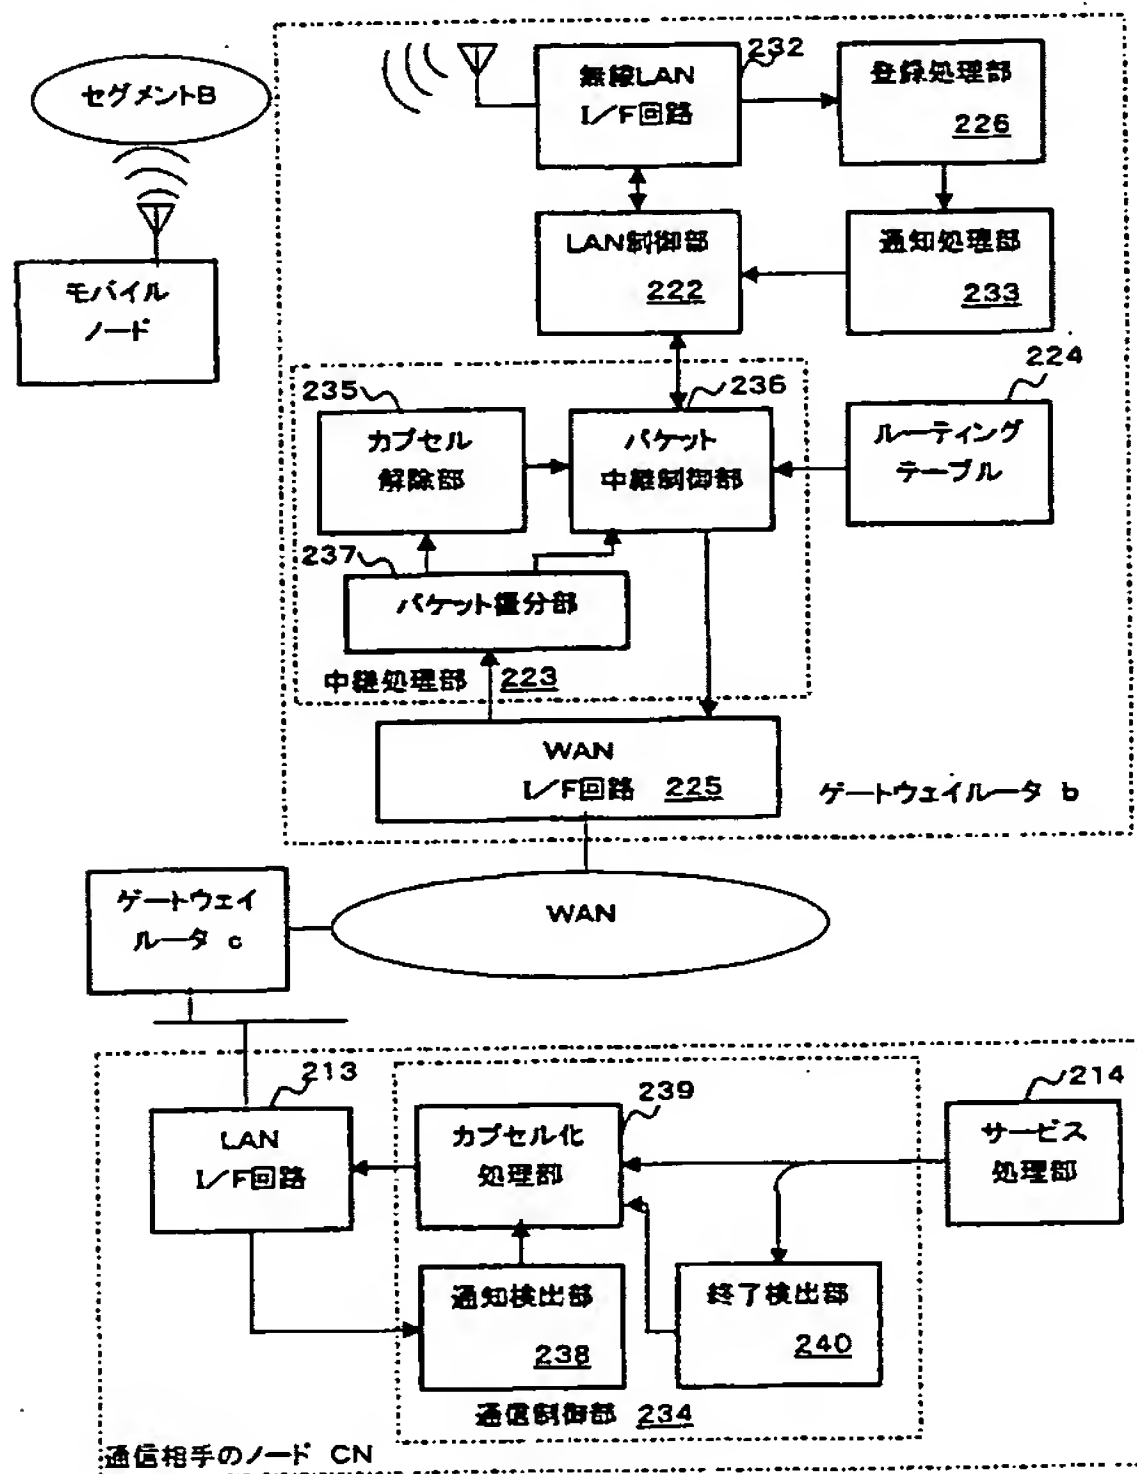 セグメントB
無線LAN
I/F回路
232
登録処理部
226
モバイル
ノード
LAN制御部
222
通知処理部
233
235
236
224
カプセル
解除部
パケット
中継制御部
ルーティング
テーブル
237
パケット振分部
中継処理部 223
WAN
I/F回路 225
ゲートウェイルータ b
ゲートウェイ
ルータ c
WAN
213
239
214
LAN
I/F回路
カプセル化
処理部
サービス
処理部
通知検出部
238
終了検出部
240
通信制御部 234
通信相手のノード CN